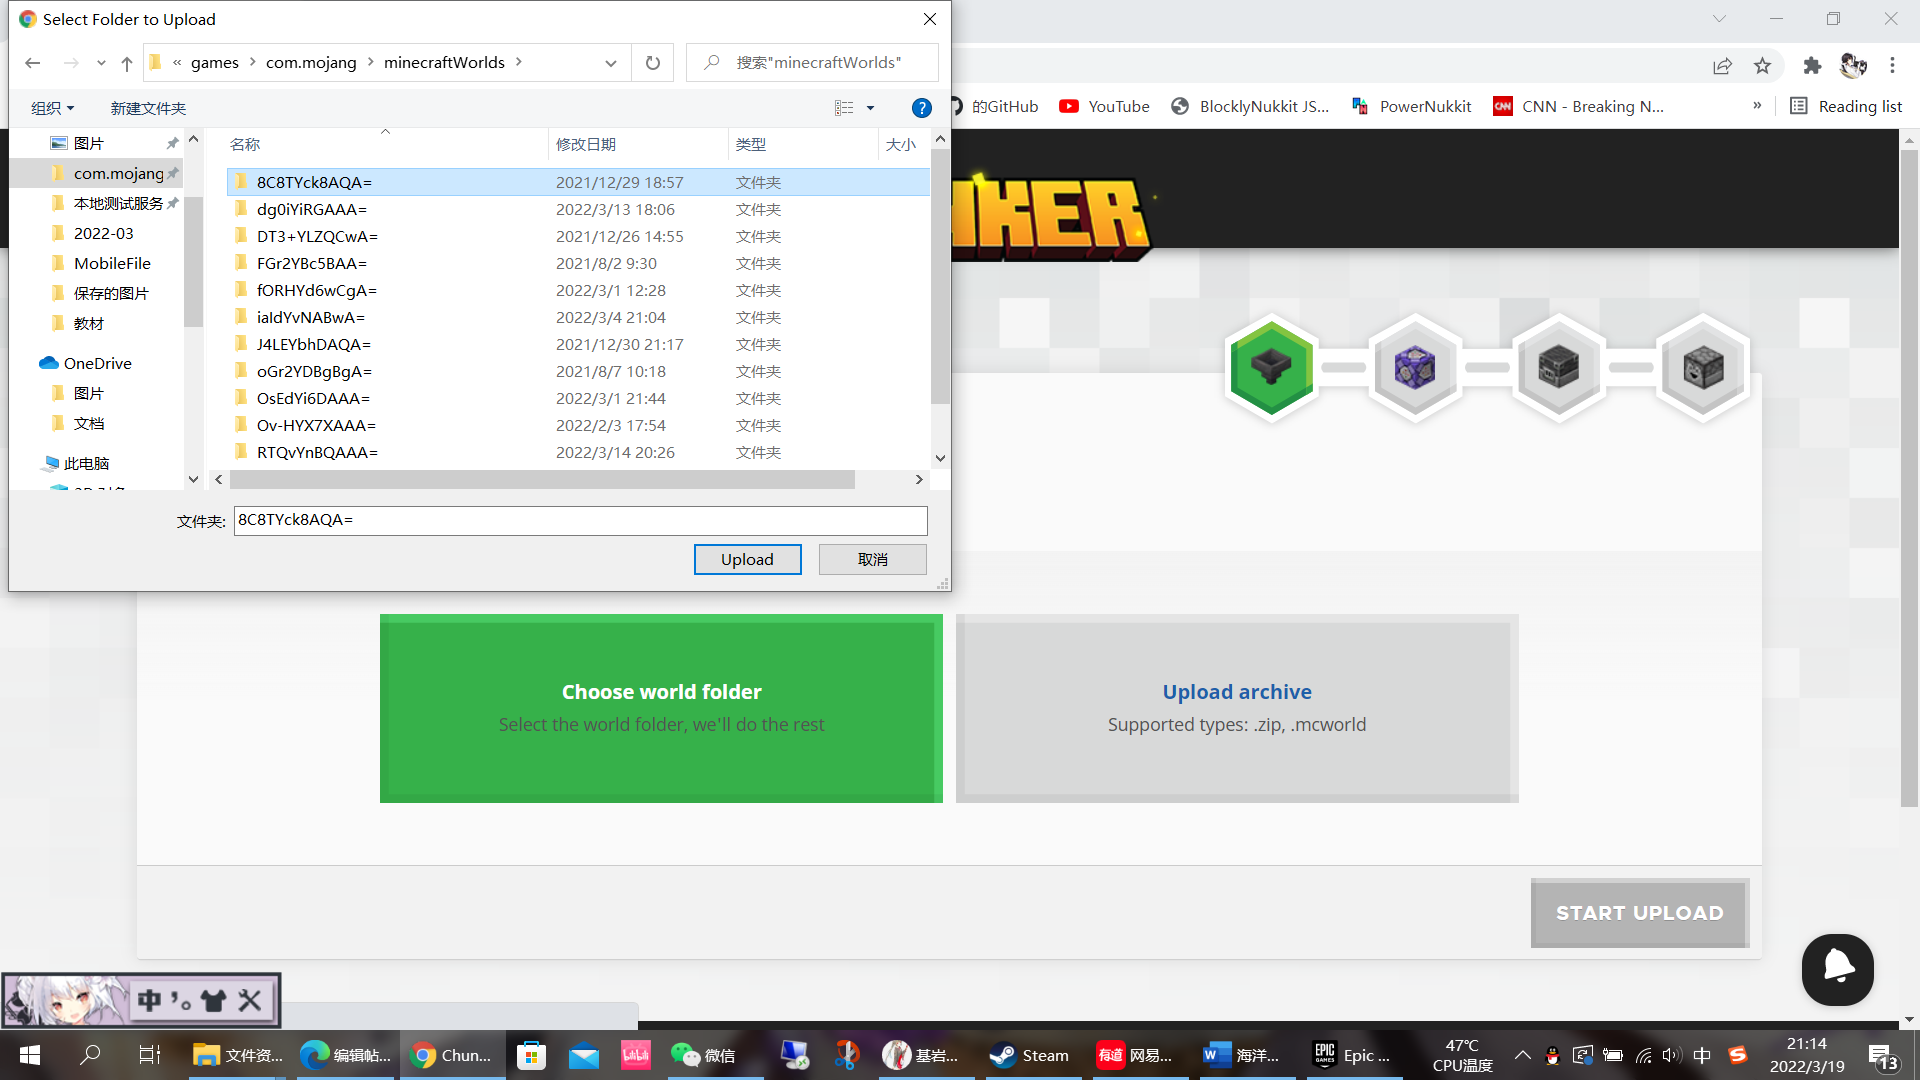 Select Folder to Upload
« games > com.mojang > minecraftWorlds >
搜索"minecraftWorlds"
组织
新建文件夹
的GitHub
YouTube
BlocklyNukkit JS...
PowerNukkit
CNN
CNN - Breaking N...
»
Reading list
图片
com.mojang
本地测试服务
2022-03
MobileFile
保存的图片
教材
OneDrive
图片
文档
此电脑
名称 修改日期 类型 大小
8C8TYck8AQA= 2021/12/29 18:57 文件夹
dg0iYiRGAAA= 2022/3/13 18:06 文件夹
DT3+YLZQCwA= 2021/12/26 14:55 文件夹
FGr2YBc5BAA= 2021/8/2 9:30 文件夹
fORHYd6wCgA= 2022/3/1 12:28 文件夹
iaIdYvNABwA= 2022/3/4 21:04 文件夹
J4LEYbhDAQA= 2021/12/30 21:17 文件夹
oGr2YDBgBgA= 2021/8/7 10:18 文件夹
OsEdYi6DAAA= 2022/3/1 21:44 文件夹
Ov-HYX7XAAA= 2022/2/3 17:54 文件夹
RTQvYnBQAAA= 2022/3/14 20:26 文件夹
文件夹: 8C8TYck8AQA=
Upload 取消
NKER
Choose world folder
Select the world folder, we'll do the rest
Upload archive
Supported types: .zip, .mcworld
START UPLOAD
中
文件资...
编辑帖...
Chun...
bilibili
微信
基岩...
Steam
有道
网易...
海洋...
EPIC GAMES
Epic ...
47℃
CPU温度
中
21:14
2022/3/19
13